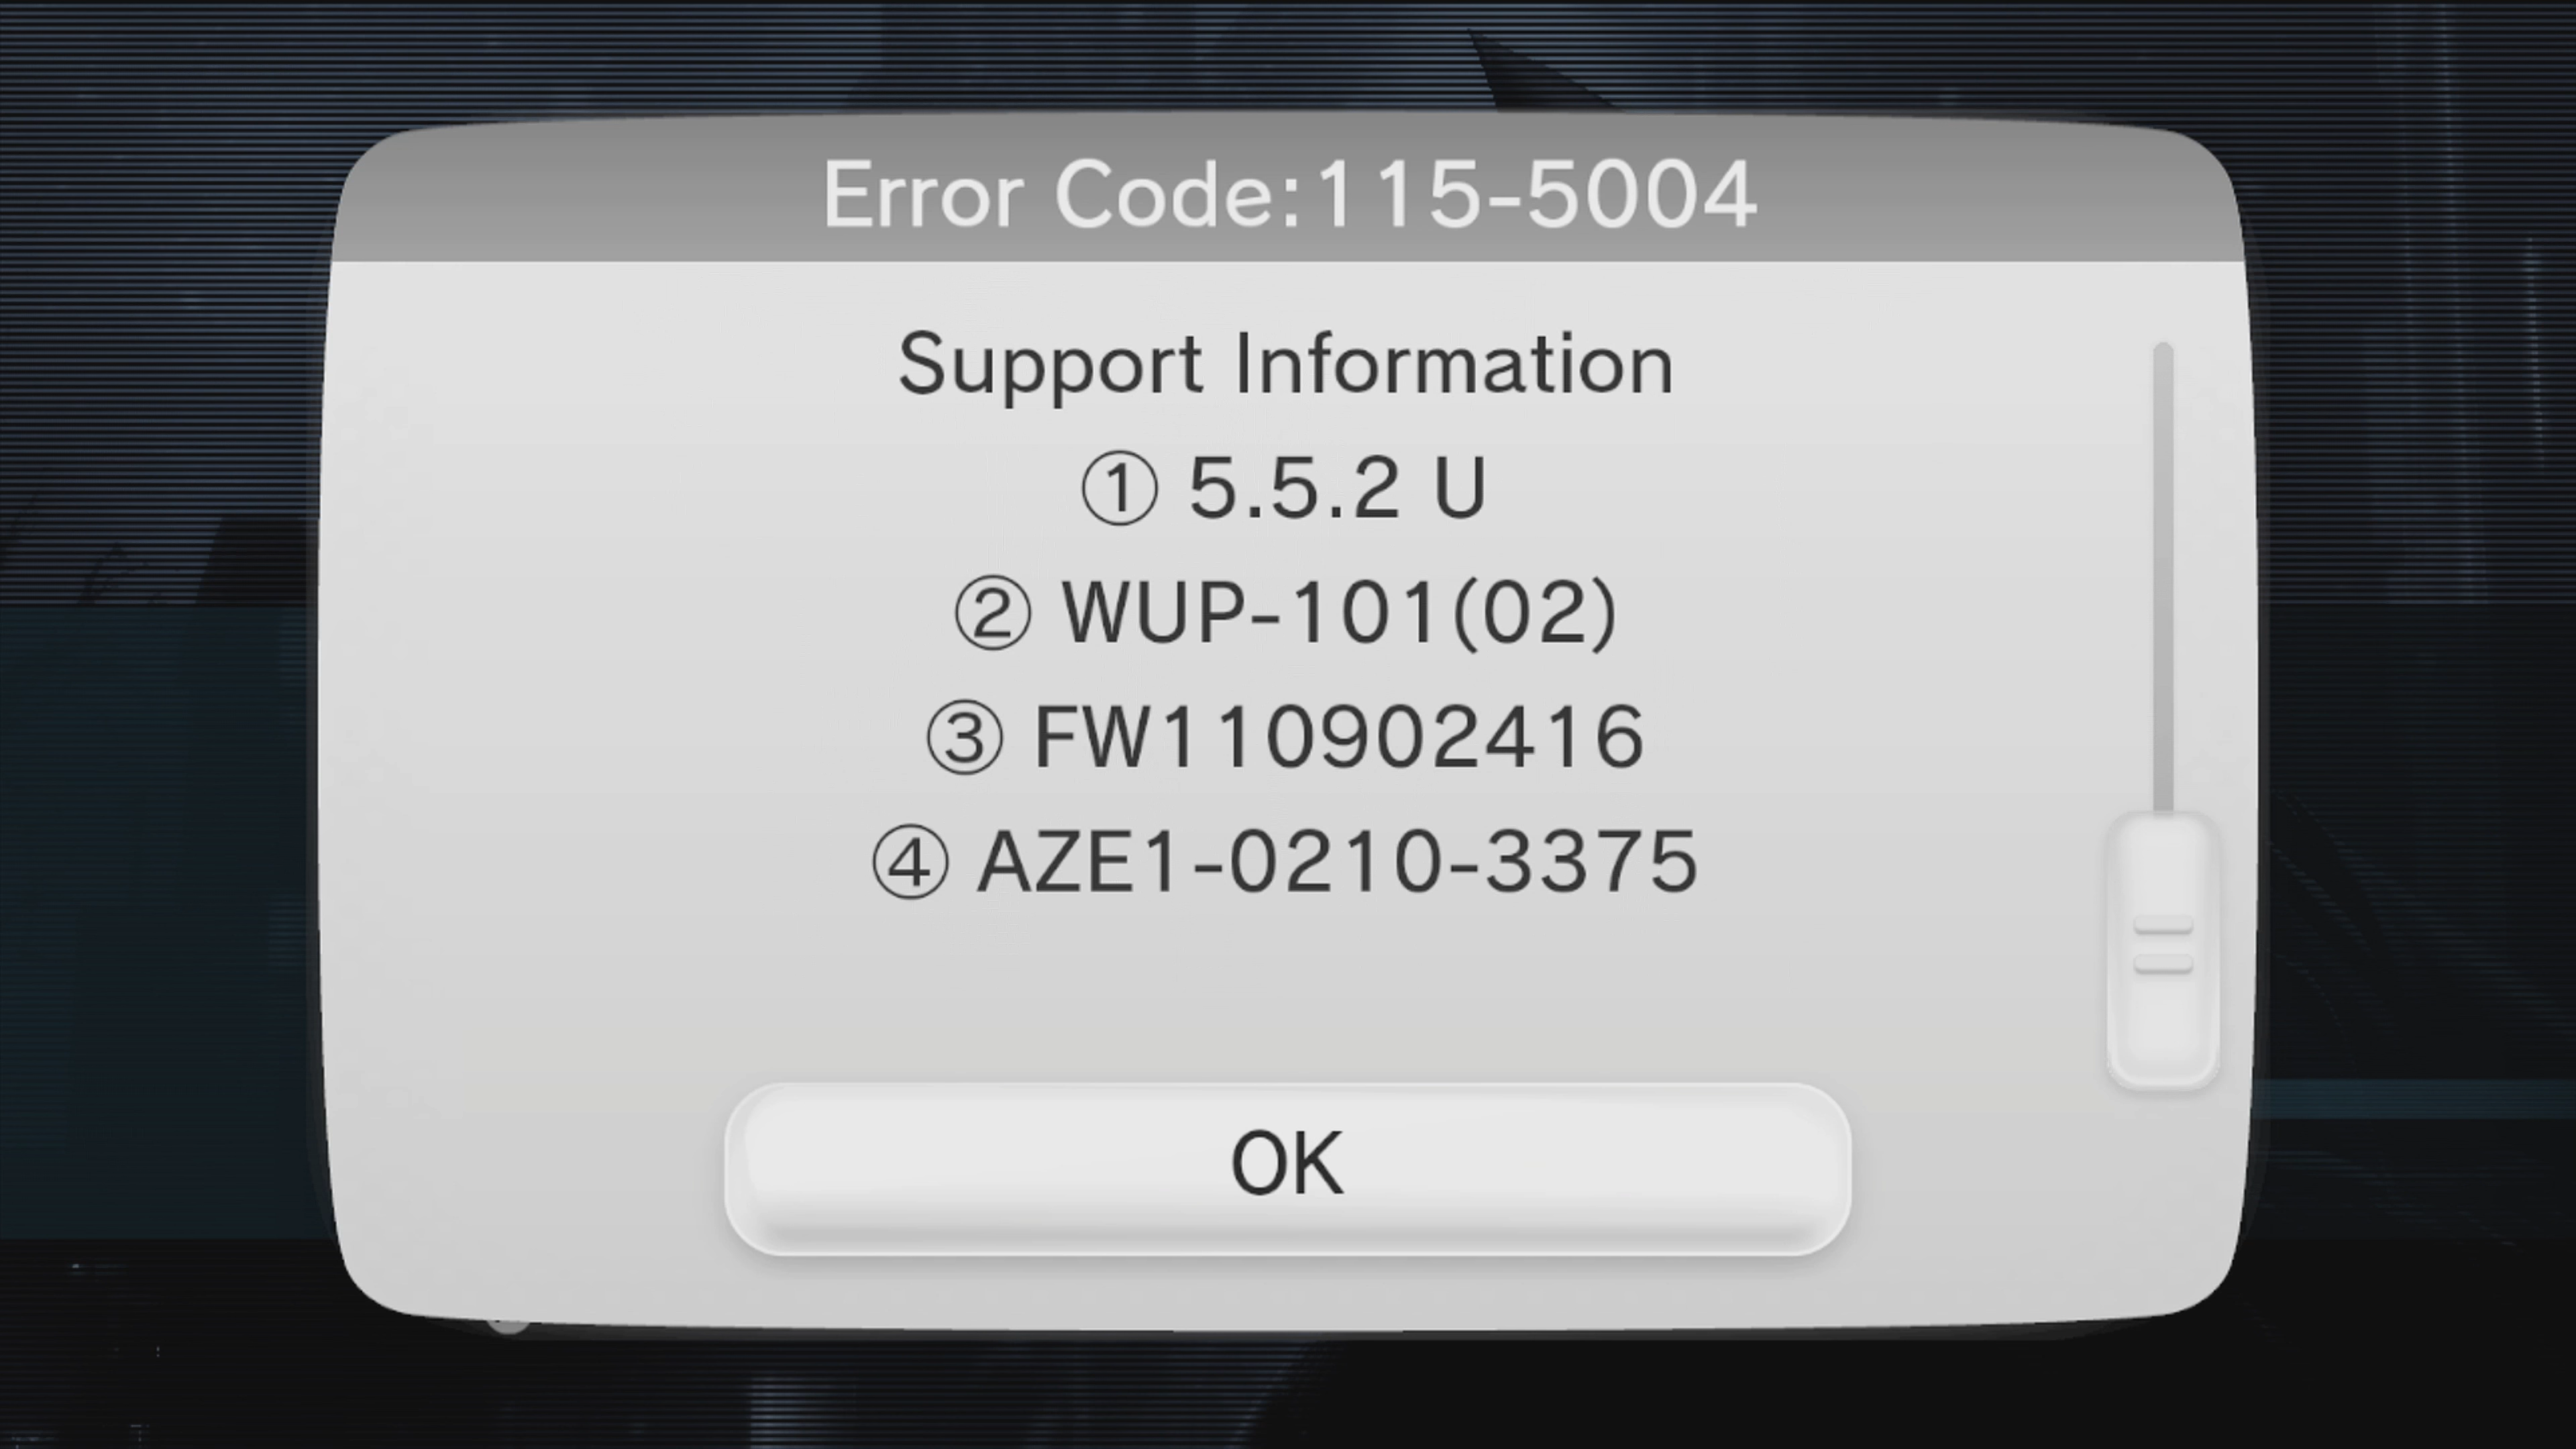 Error Code:115-5004
Support Information
① 5.5.2 U
② WUP-101(02)
③ FW110902416
④ AZE1-0210-3375
OK